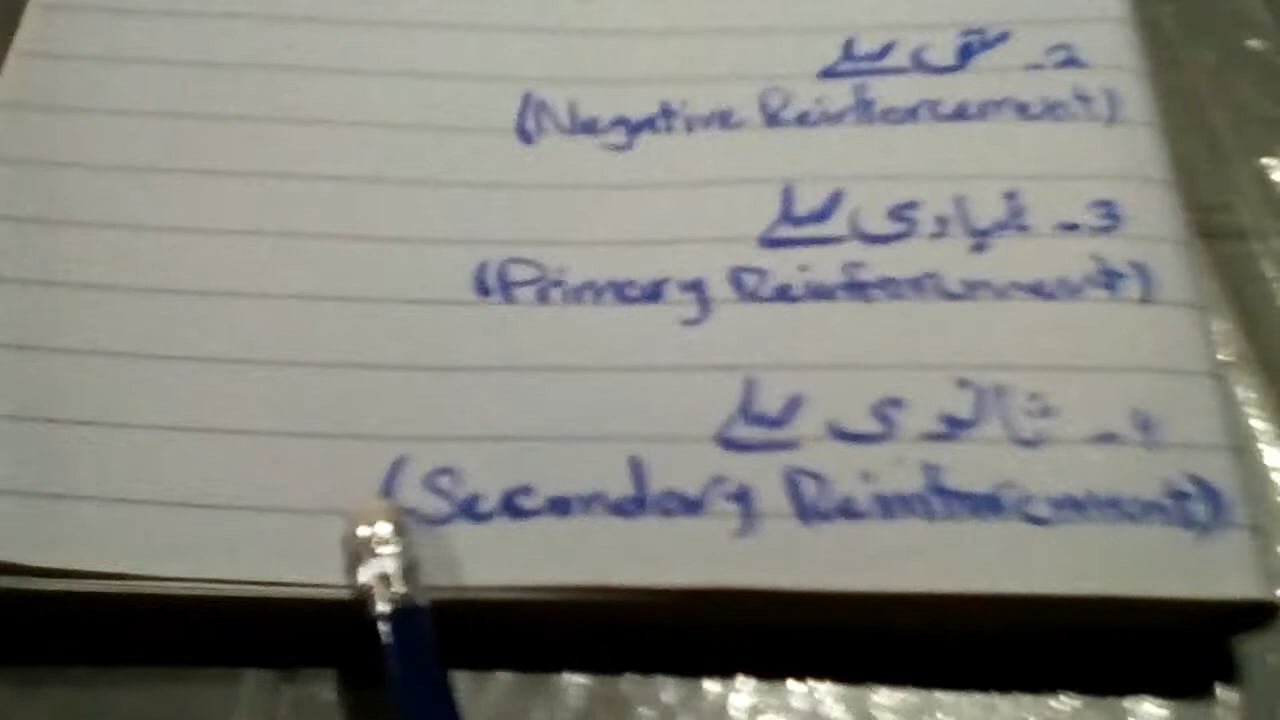 2۔ منفی صلے
(Negative Reinforcement)
3۔ بنیادی صلے
(Primary Reinforcement)
4۔ ثانوی صلے
(Secondary Reinforcement)